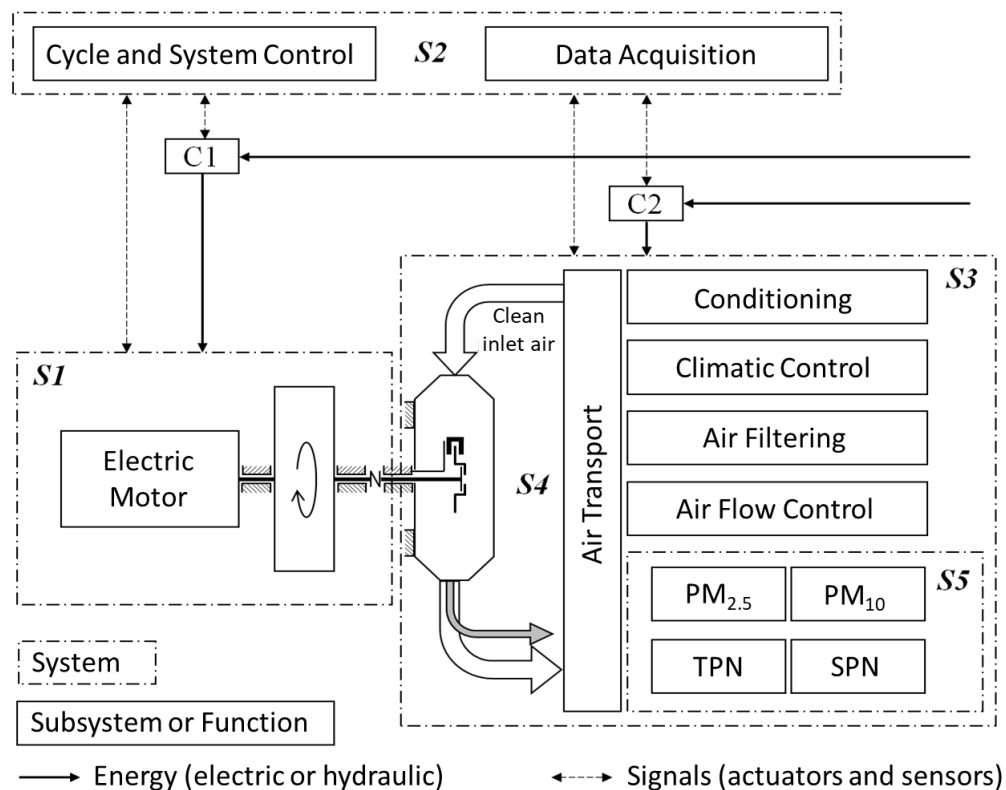 Cycle and System Control
S2
Data Acquisition
C1
C2
S3
Conditioning
Clean
inlet air
Climatic Control
S1
Air Filtering
Electric
Motor
S4
Air Transport
Air Flow Control
S5
PM2.5
PM10
TPN
SPN
System
Subsystem or Function
Energy (electric or hydraulic)
Signals (actuators and sensors)